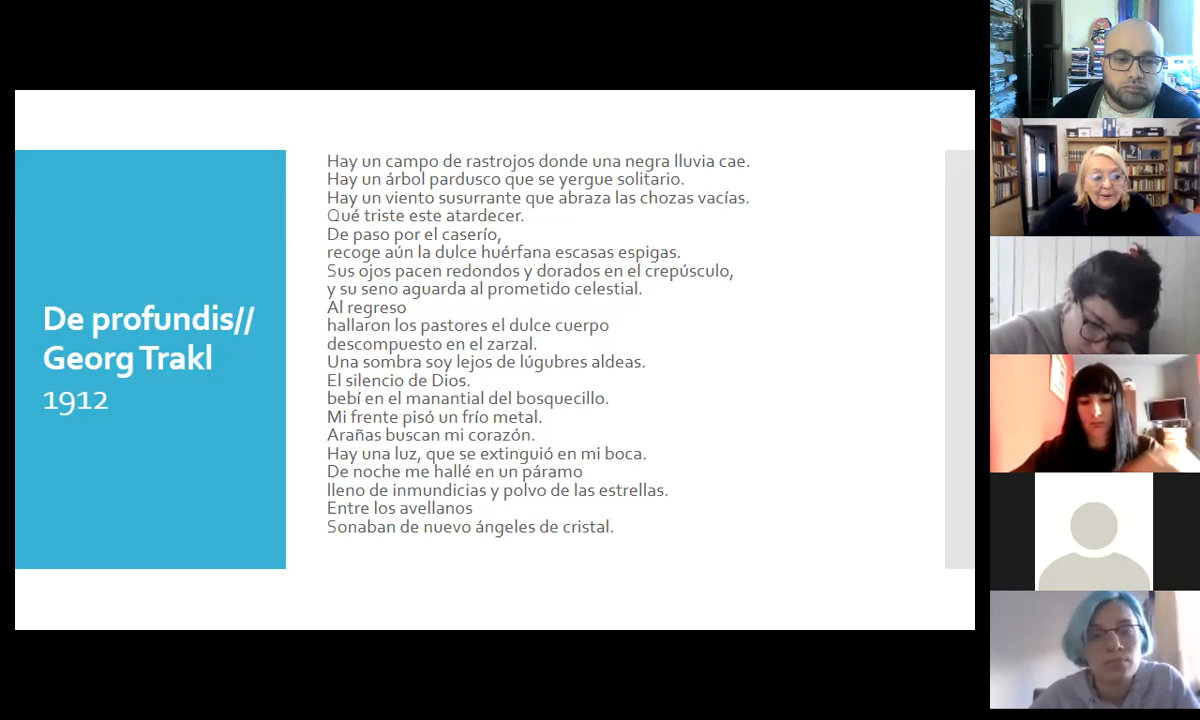 De profundis//
Georg Trakl
1912
Hay un campo de rastrojos donde una negra lluvia cae.
Hay un árbol pardusco que se yergue solitario.
Hay un viento susurrante que abraza las chozas vacías.
Qué triste este atardecer.
De paso por el caserío,
recoge aún la dulce huérfana escasas espigas.
Sus ojos pacen redondos y dorados en el crepúsculo,
y su seno aguarda al prometido celestial.
Al regreso
hallaron los pastores el dulce cuerpo
descompuesto en el zarzal.
Una sombra soy lejos de lúgubres aldeas.
El silencio de Dios.
bebí en el manantial del bosquecillo.
Mi frente pisó un frío metal.
Arañas buscan mi corazón.
Hay una luz, que se extinguió en mi boca.
De noche me hallé en un páramo
lleno de inmundicias y polvo de las estrellas.
Entre los avellanos
Sonaban de nuevo ángeles de cristal.